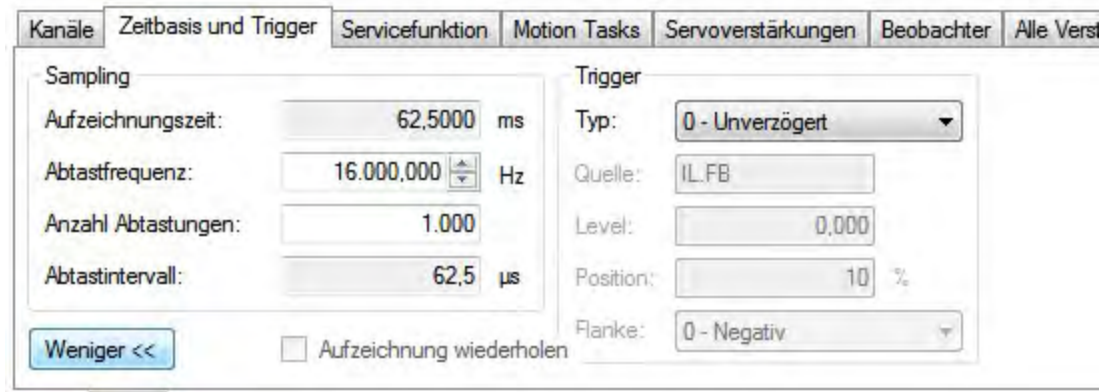 Kanäle Zeitbasis und Trigger Servicefunktion Motion Tasks Servoverstärkungen Beobachter Alle Verst
Sampling
Aufzeichnungszeit: 62,5000 ms
Abtastfrequenz: 16.000,000 Hz
Anzahl Abtastungen: 1.000
Abtastintervall: 62,5 µs
Weniger <<
Aufzeichnung wiederholen
Trigger
Typ: 0 - Unverzögert
Quelle: IL.FB
Level: 0,000
Position: 10 %
Flanke: 0 - Negativ